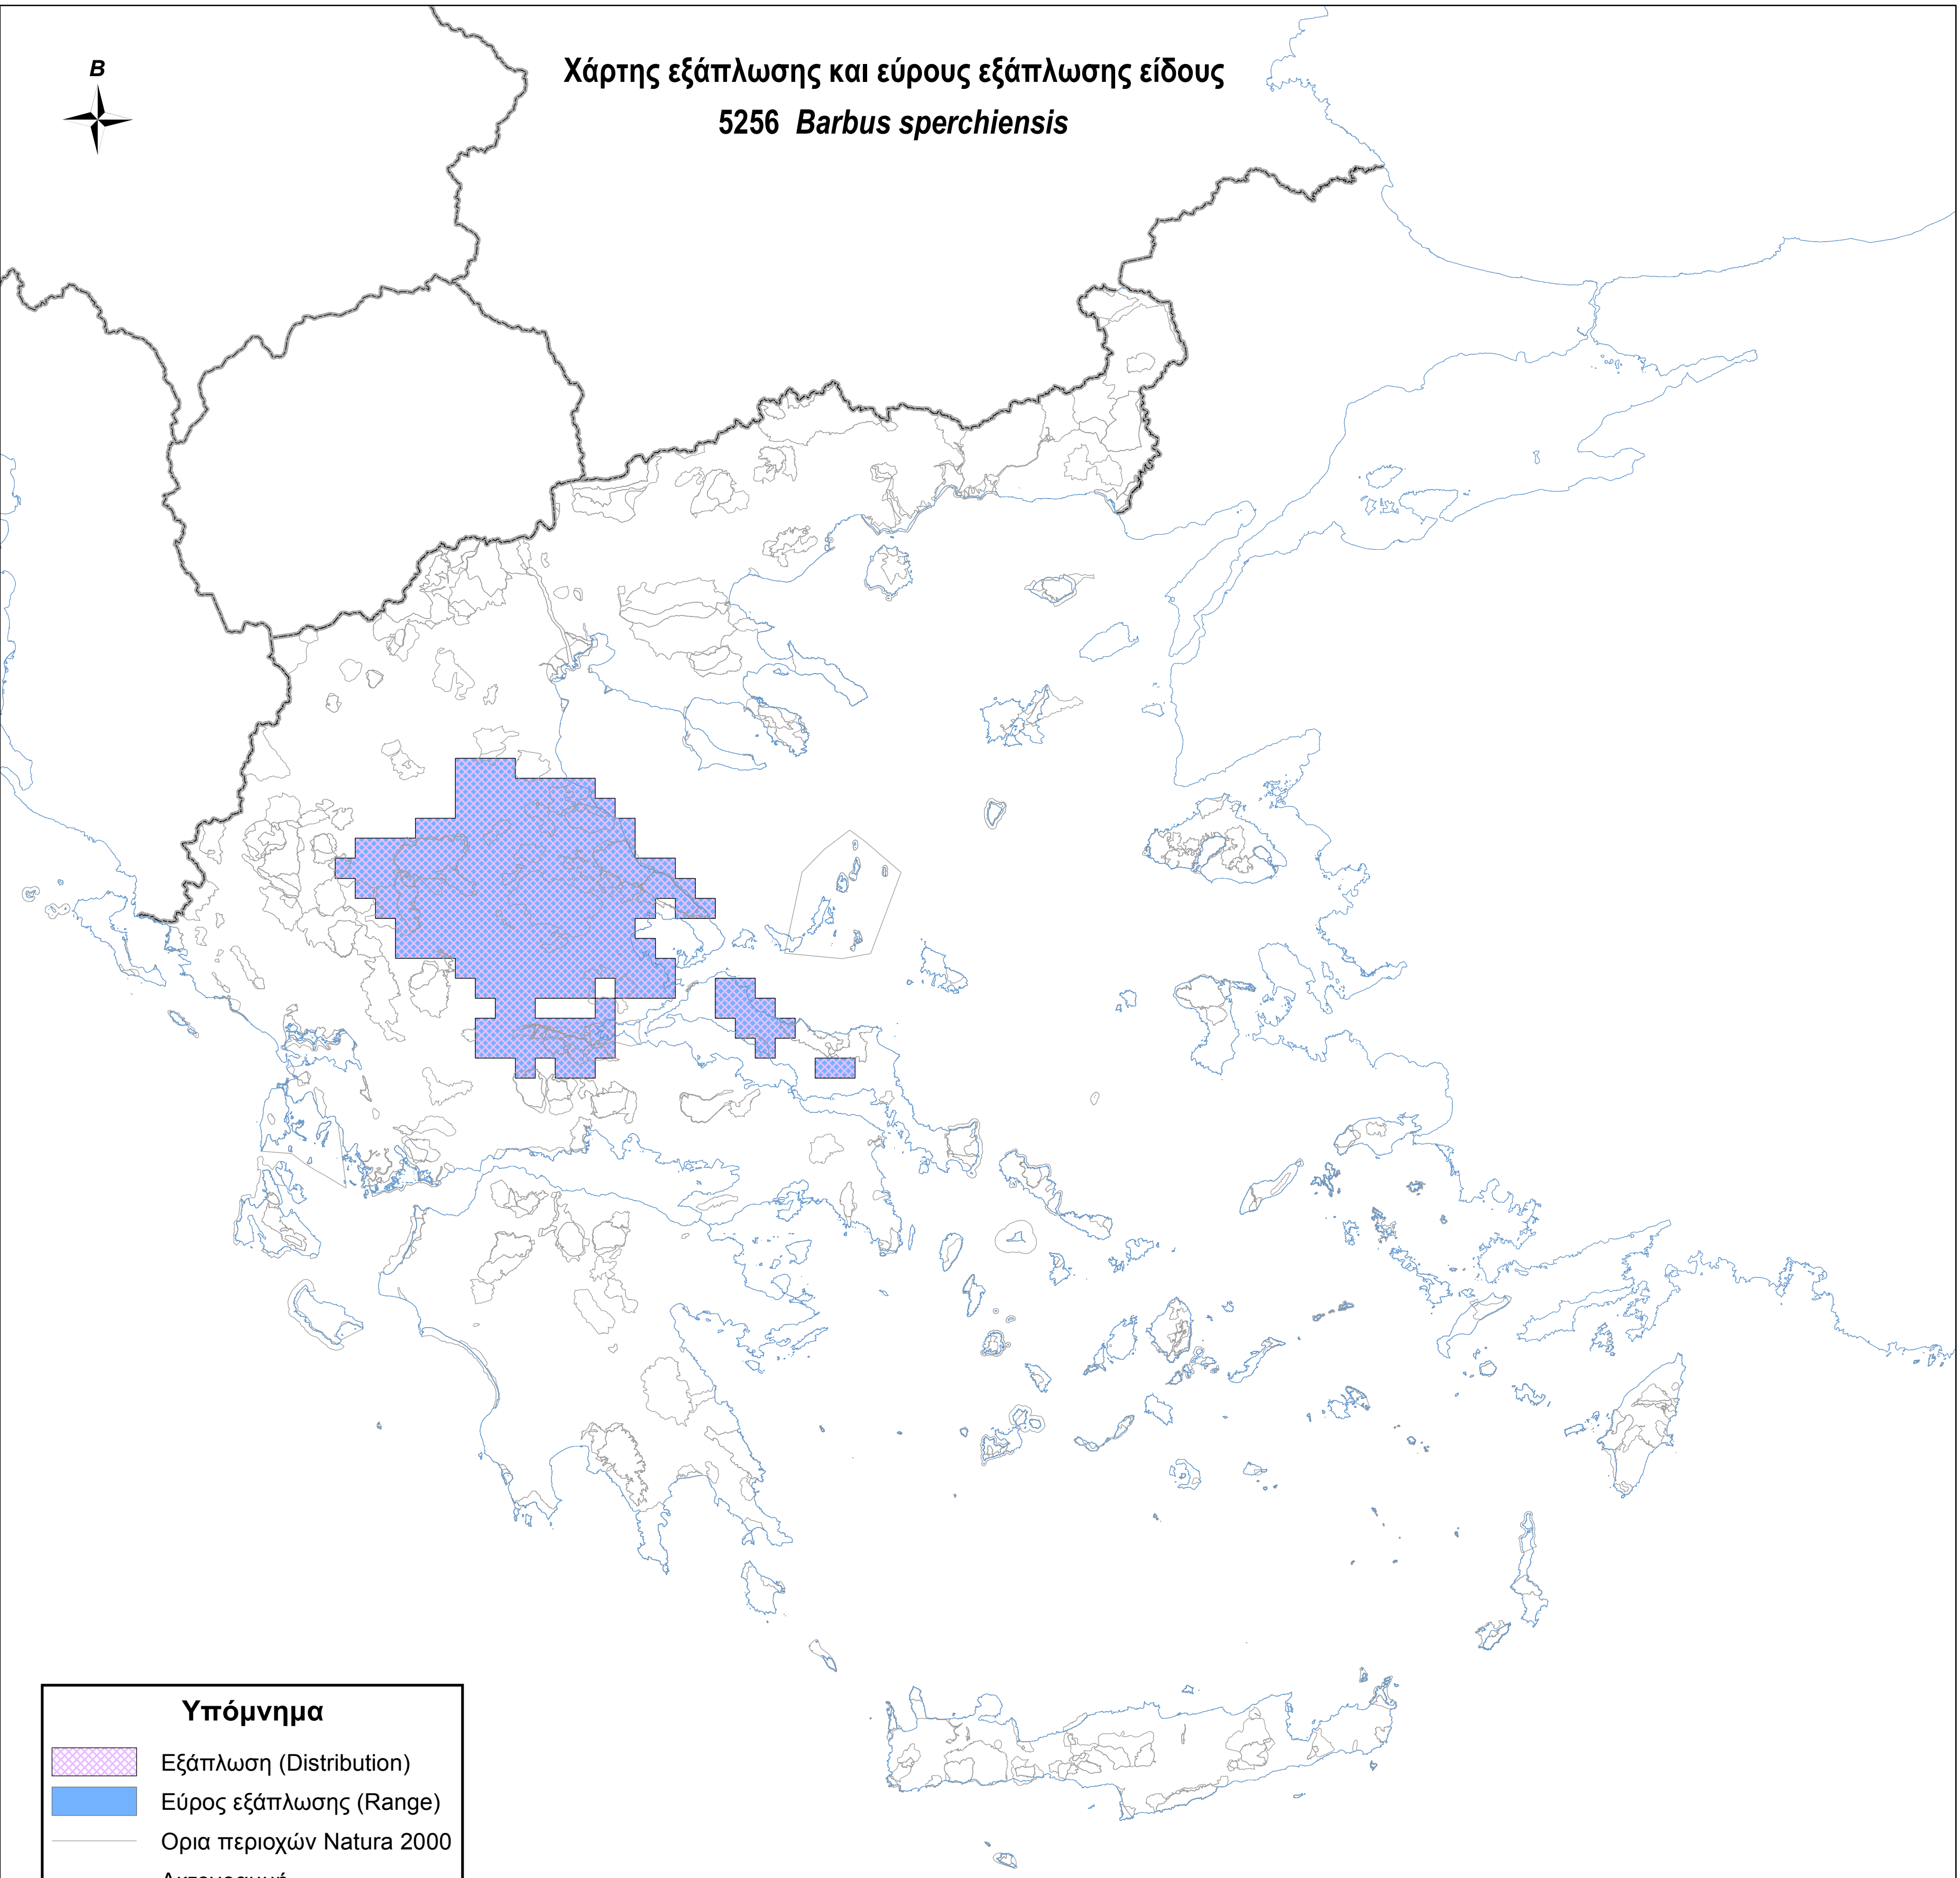 Β
Χάρτης εξάπλωσης και εύρους εξάπλωσης είδους
5256 Barbus sperchiensis
Υπόμνημα
Εξάπλωση (Distribution)
Εύρος εξάπλωσης (Range)
Ορια περιοχών Natura 2000